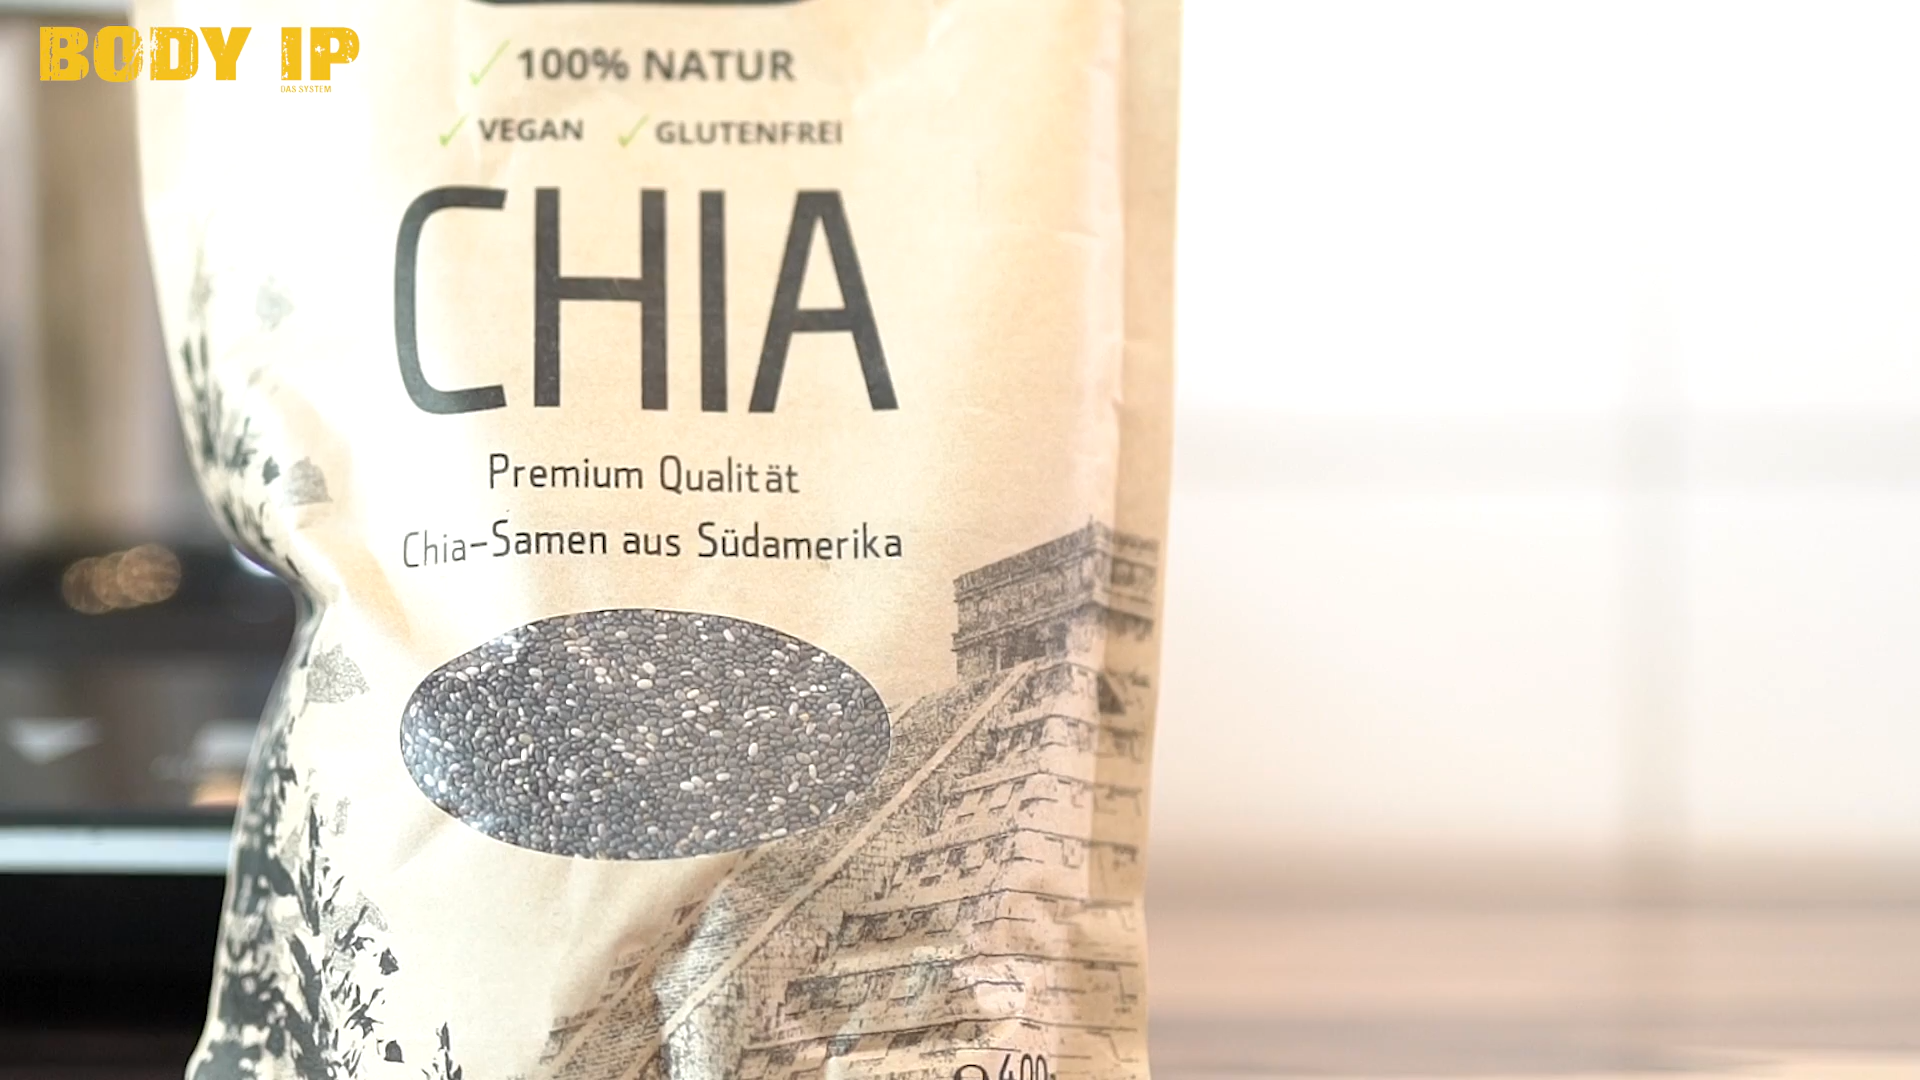 BODY IP
DAS SYSTEM
100% NATUR
VEGAN GLUTENFREI
CHIA
Premium Qualität
Chia-Samen aus Südamerika